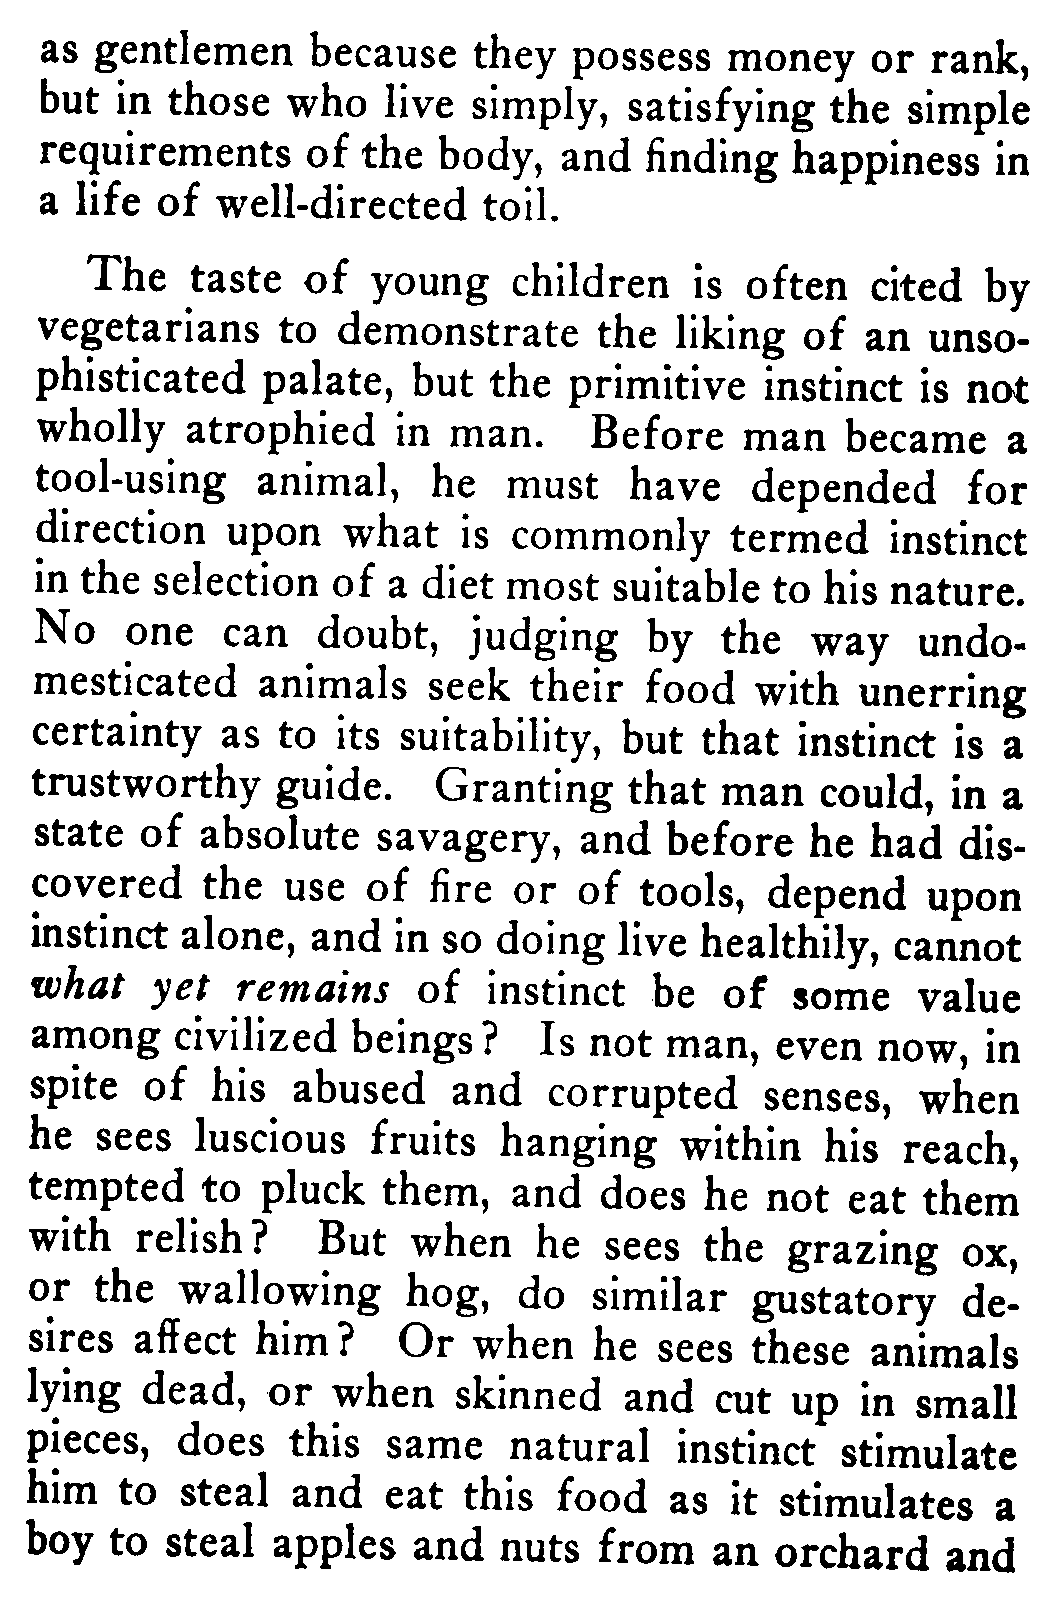 as gentlemen because they possess money or rank,
but in those who live simply, satisfying the simple
requirements of the body, and finding happiness in
a life of well-directed toil.
The taste of young children is often cited by
vegetarians to demonstrate the liking of an unso-
phisticated palate, but the primitive instinct is not
wholly atrophied in man. Before man became a
tool-using animal, he must have depended for
direction upon what is commonly termed instinct
in the selection of a diet most suitable to his nature.
No one can doubt, judging by the way undo-
mesticated animals seek their food with unerring
certainty as to its suitability, but that instinct is a
trustworthy guide. Granting that man could, in a
state of absolute savagery, and before he had dis-
covered the use of fire or of tools, depend upon
instinct alone, and in so doing live healthily, cannot
what yet remains of instinct be of some value
among civilized beings? Is not man, even now, in
spite of his abused and corrupted senses, when
he sees luscious fruits hanging within his reach,
tempted to pluck them, and does he not eat them
with relish? But when he sees the grazing ox,
or the wallowing hog, do similar gustatory de-
sires affect him? Or when he sees these animals
lying dead, or when skinned and cut up in small
pieces, does this same natural instinct stimulate
him to steal and eat this food as it stimulates a
boy to steal apples and nuts from an orchard and